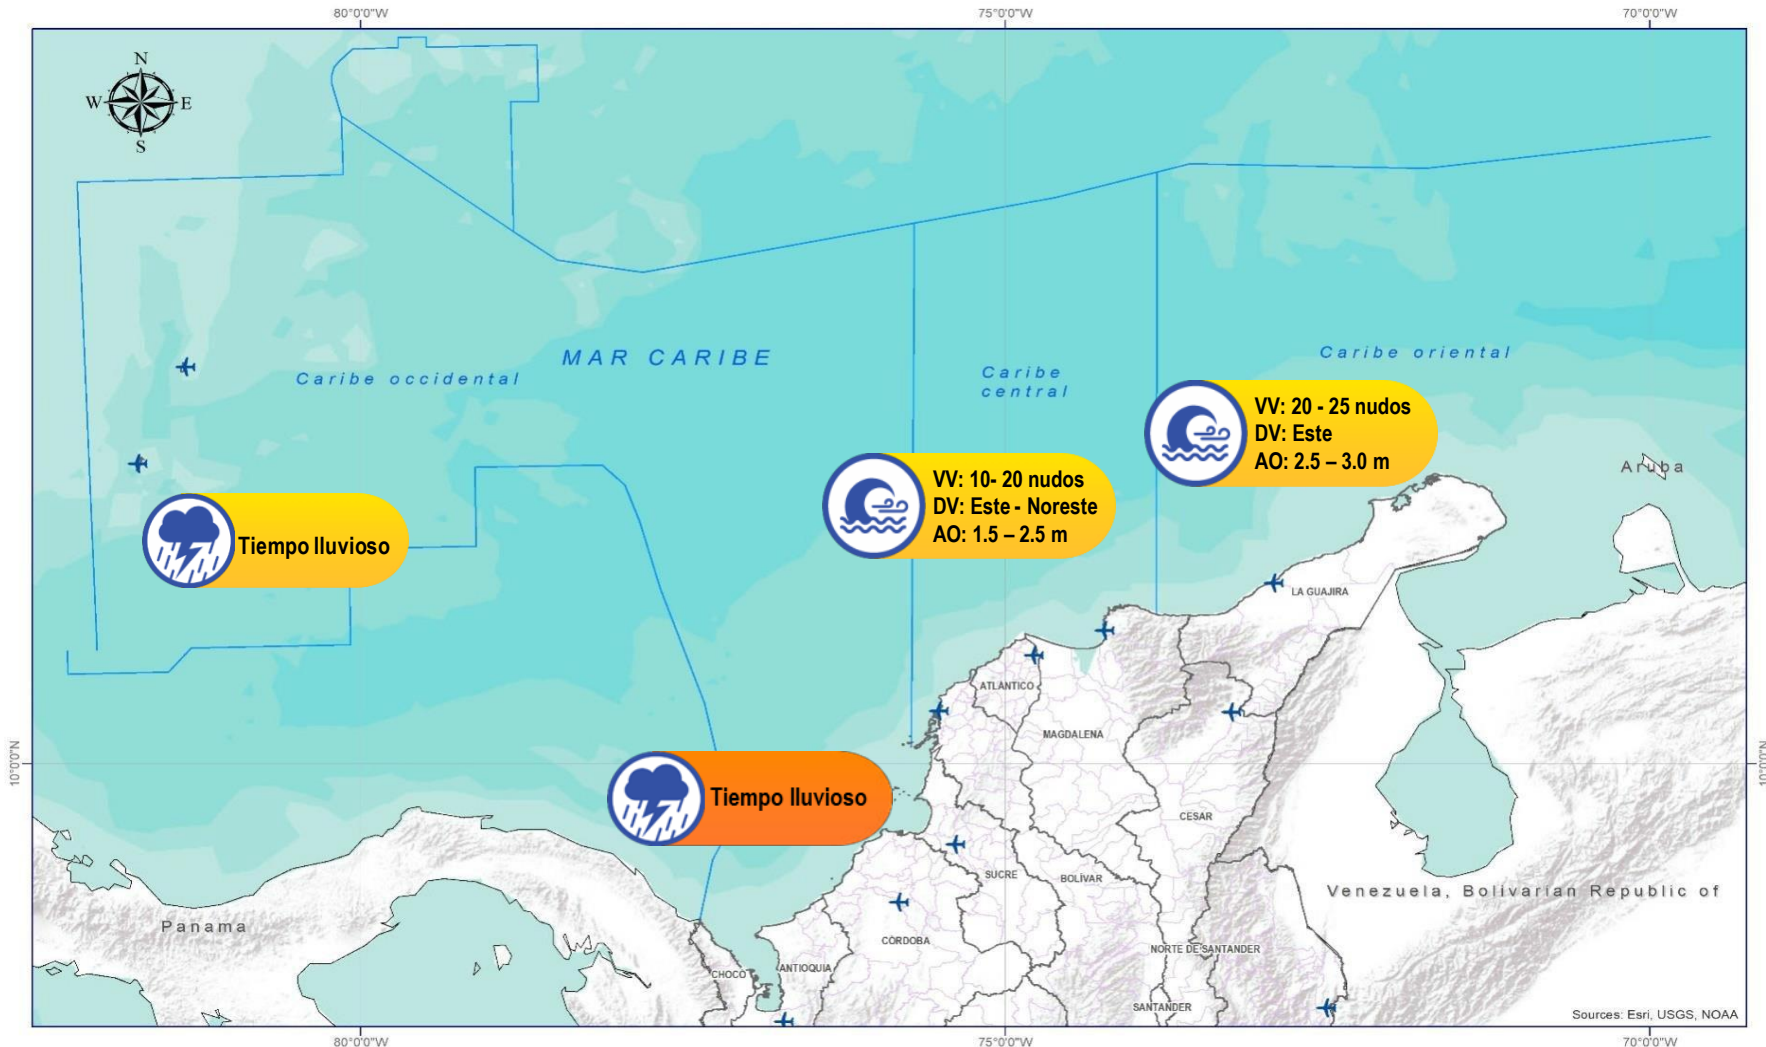 80°0'0"W
75°0'0"W
70°0'0"W
N
W
E
S
MAR CARIBE
Caribe occidental
Caribe
central
Caribe oriental
VV: 20 - 25 nudos
DV: Este
AO: 2.5 – 3.0 m
VV: 10- 20 nudos
DV: Este - Noreste
AO: 1.5 – 2.5 m
Aruba
Tiempo lluvioso
LA GUAJIRA
ATLANTICO
MAGDALENA
10°0'0"N
10°0'0"N
Tiempo lluvioso
CESAR
SUCRE
BOLÍVAR
Venezuela, Bolivarian Republic of
Panama
CÓRDOBA
NORTE DE SANTANDER
CHOCO
ANTIOQUIA
SANTANDER
Sources: Esri, USGS, NOAA
80°0'0"W
75°0'0"W
70°0'0"W